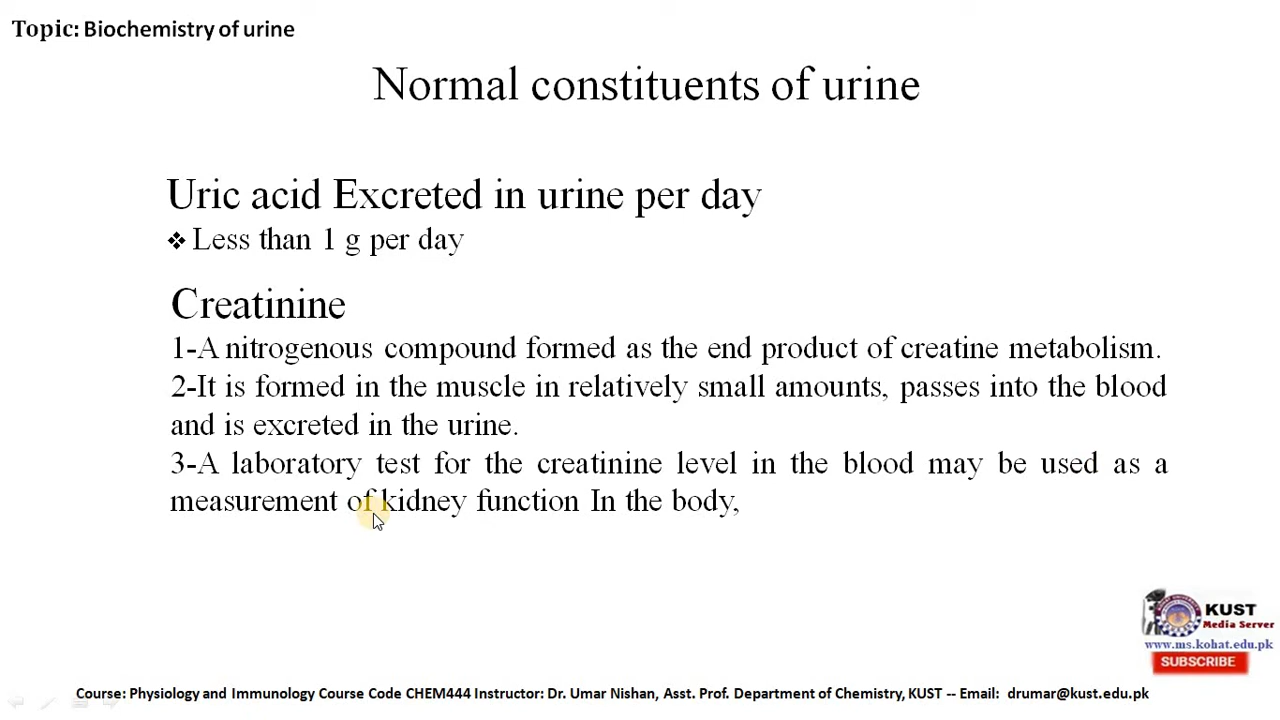 Topic: Biochemistry of urine
Normal constituents of urine
Uric acid Excreted in urine per day
❖ Less than 1 g per day
Creatinine
1-A nitrogenous compound formed as the end product of creatine metabolism.
2-It is formed in the muscle in relatively small amounts, passes into the blood
and is excreted in the urine.
3-A laboratory test for the creatinine level in the blood may be used as a
measurement of kidney function In the body,
KUST
Media Server
www.ms.kohat.edu.pk
SUBSCRIBE
Course: Physiology and Immunology Course Code CHEM444 Instructor: Dr. Umar Nishan, Asst. Prof. Department of Chemistry, KUST -- Email: drumar@kust.edu.pk